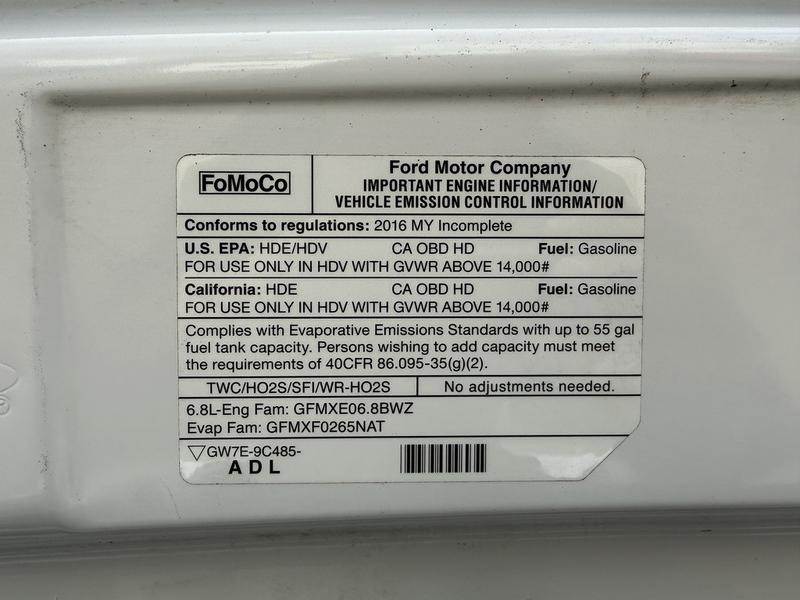 FoMoCo
Ford Motor Company
IMPORTANT ENGINE INFORMATION/
VEHICLE EMISSION CONTROL INFORMATION
Conforms to regulations: 2016 MY Incomplete
U.S. EPA: HDE/HDV CA OBD HD Fuel: Gasoline
FOR USE ONLY IN HDV WITH GVWR ABOVE 14,000#
California: HDE CA OBD HD Fuel: Gasoline
FOR USE ONLY IN HDV WITH GVWR ABOVE 14,000#
Complies with Evaporative Emissions Standards with up to 55 gal
fuel tank capacity. Persons wishing to add capacity must meet
the requirements of 40CFR 86.095-35(g)(2).
TWC/HO2S/SFI/WR-HO2S No adjustments needed.
6.8L-Eng Fam: GFMXE06.8BWZ
Evap Fam: GFMXF0265NAT
▽GW7E-9C485-
ADL